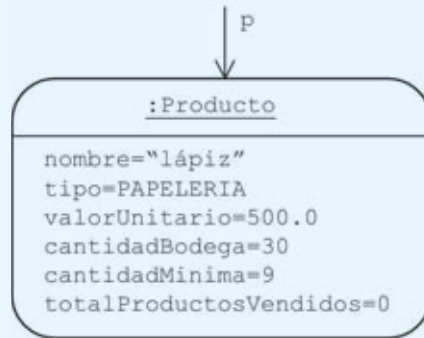 p
:Producto
nombre=“lápiz”
tipo=PAPELERIA
valorUnitario=500.0
cantidadBodega=30
cantidadMinima=9
totalProductosVendidos=0